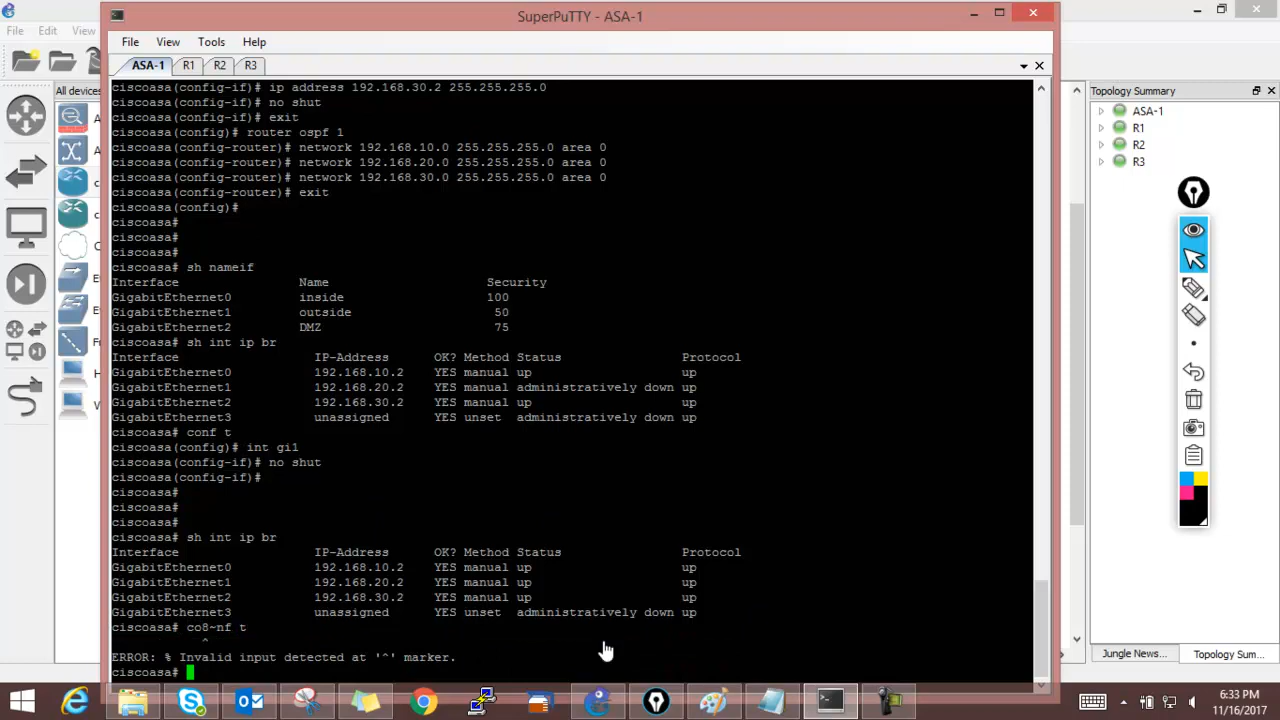 SuperPuTTY - ASA-1
File Edit
File View Tools Help
ASA-1 R1 R2 R3
All devices
Topology Summary
ASA-1
R1
R2
R3
ciscoasa(config-if)# ip address 192.168.30.2 255.255.255.0
ciscoasa(config-if)# no shut
ciscoasa(config-if)# exit
ciscoasa(config)# router ospf 1
ciscoasa(config-router)# network 192.168.10.0 255.255.255.0 area 0
ciscoasa(config-router)# network 192.168.20.0 255.255.255.0 area 0
ciscoasa(config-router)# network 192.168.30.0 255.255.255.0 area 0
ciscoasa(config-router)# exit
ciscoasa(config)#
ciscoasa#
ciscoasa#
ciscoasa#
ciscoasa# sh nameif
Interface Name Security
GigabitEthernet0 inside 100
GigabitEthernet1 outside 50
GigabitEthernet2 DMZ 75
ciscoasa# sh int ip br
Interface IP-Address OK? Method Status Protocol
GigabitEthernet0 192.168.10.2 YES manual up up
GigabitEthernet1 192.168.20.2 YES manual administratively down up
GigabitEthernet2 192.168.30.2 YES manual up up
GigabitEthernet3 unassigned YES unset administratively down up
ciscoasa# conf t
ciscoasa(config)# int gi1
ciscoasa(config-if)# no shut
ciscoasa(config-if)#
ciscoasa#
ciscoasa#
ciscoasa#
ciscoasa# sh int ip br
Interface IP-Address OK? Method Status Protocol
GigabitEthernet0 192.168.10.2 YES manual up up
GigabitEthernet1 192.168.20.2 YES manual up up
GigabitEthernet2 192.168.30.2 YES manual up up
GigabitEthernet3 unassigned YES unset administratively down up
ciscoasa# co8~nf t
^
ERROR: % Invalid input detected at '^' marker.
ciscoasa#
Jungle News... Topology Sum...
6:33 PM
11/16/2017